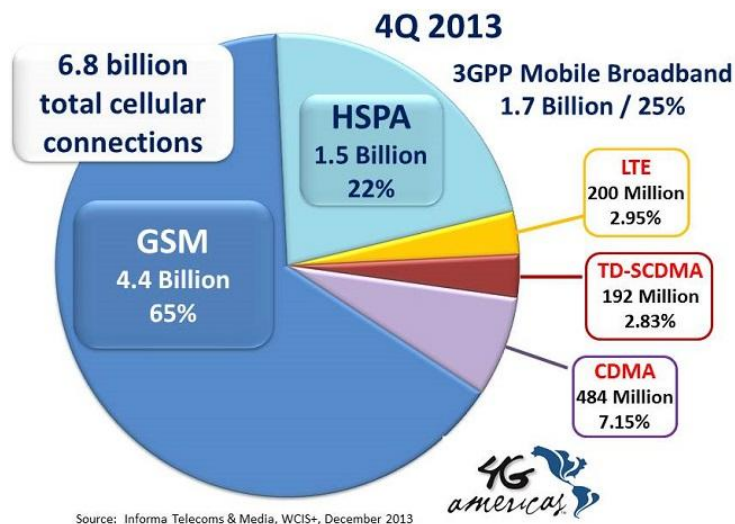 4Q 2013
6.8 billion
total cellular
connections
3GPP Mobile Broadband
1.7 Billion / 25%
HSPA
1.5 Billion
22%
LTE
200 Million
2.95%
GSM
4.4 Billion
65%
TD-SCDMA
192 Million
2.83%
CDMA
484 Million
7.15%
4G
americas
Source: Informa Telecoms & Media, WCIS+, December 2013